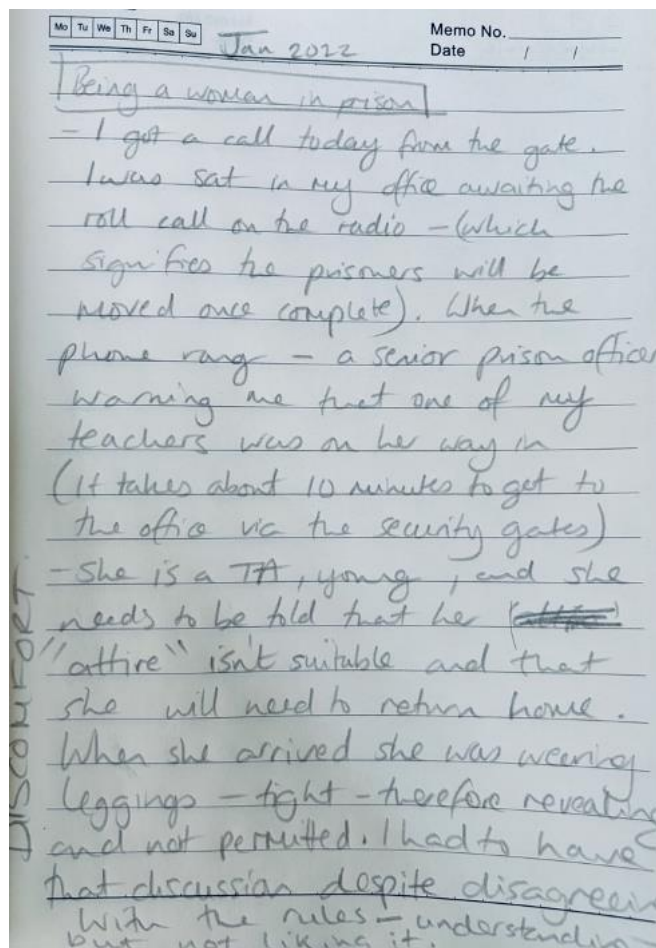 Mo Tu We Th Fr Sa Su
Jan 2022
Memo No.
Date / /
Being a woman in prison
- I got a call today from the gate.
I was sat in my office awaiting the
roll call on the radio - (which
signifies the prisoners will be
moved once complete). When the
phone rang - a senior prison officer
warning me that one of my
teachers was on her way in
(It takes about 10 minutes to get to
the office via the security gates)
- She is a TA, young, and she
needs to be told that her
"attire" isn't suitable and that
she will need to return home.
When she arrived she was wearing
leggings - tight - therefore revealing
and not permitted. I had to have
that discussion despite disagreein
with the rules - understandin
but not liking it.
DISCOMFORT.